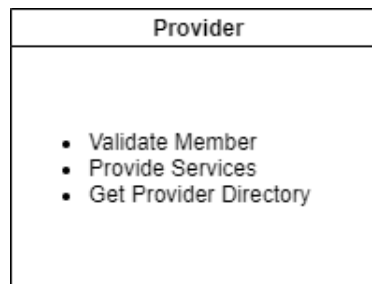 Provider
• Validate Member
• Provide Services
• Get Provider Directory